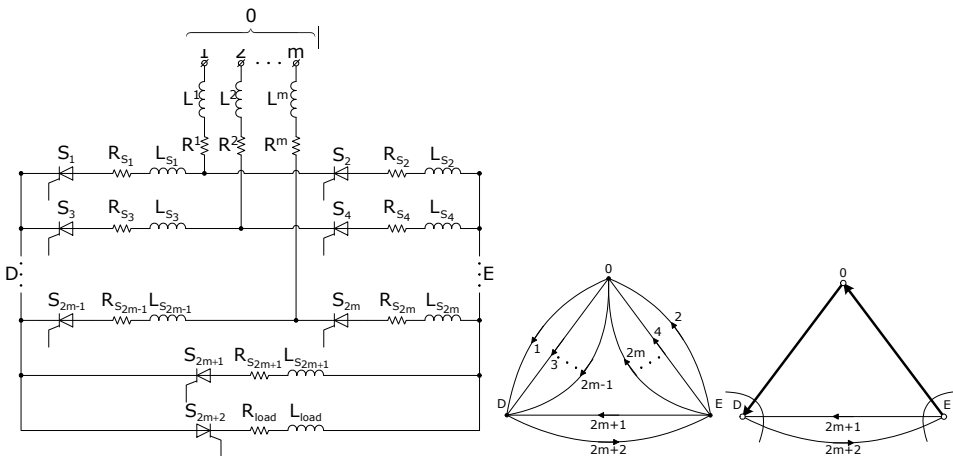 0
1 2 . . . m
L1 L2 Lm
R1 R2 Rm
S1 RS1 LS1 S2 RS2 LS2
S3 RS3 LS3 S4 RS4 LS4
D E
S2m-1 RS2m-1 LS2m-1 S2m RS2m LS2m
S2m+1 RS2m+1 LS2m+1
S2m+2 Rload Lload
0
1 3 2m-1 2m 4 2
D E
2m+1
2m+2
0
D E
2m+1
2m+2